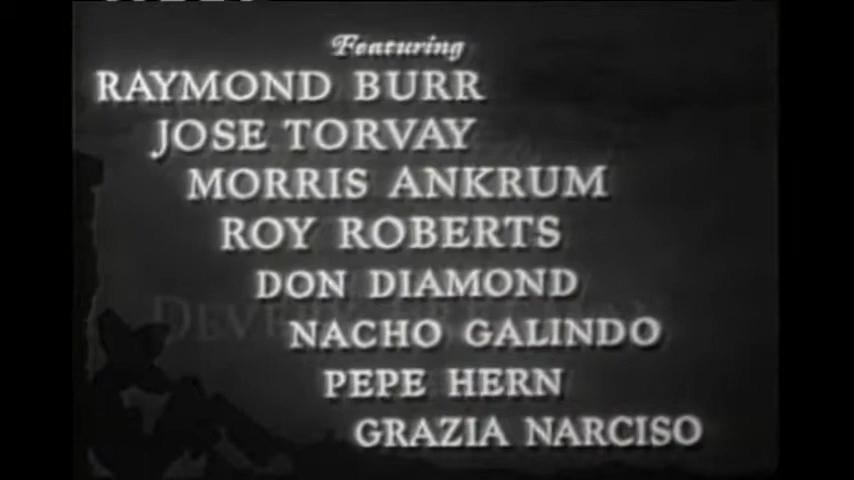 Featuring
RAYMOND BURR
JOSE TORVAY
MORRIS ANKRUM
ROY ROBERTS
DON DIAMOND
NACHO GALINDO
PEPE HERN
GRAZIA NARCISO